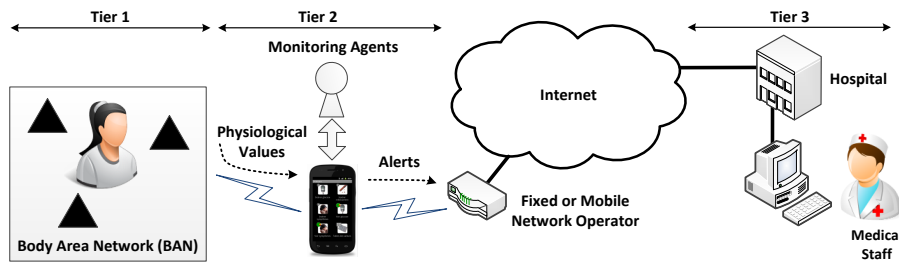 Tier 1
Tier 2
Tier 3
Monitoring Agents
Internet
Hospital
Physiological
Values
Alerts
Fixed or Mobile
Network Operator
Body Area Network (BAN)
Medica
Staff